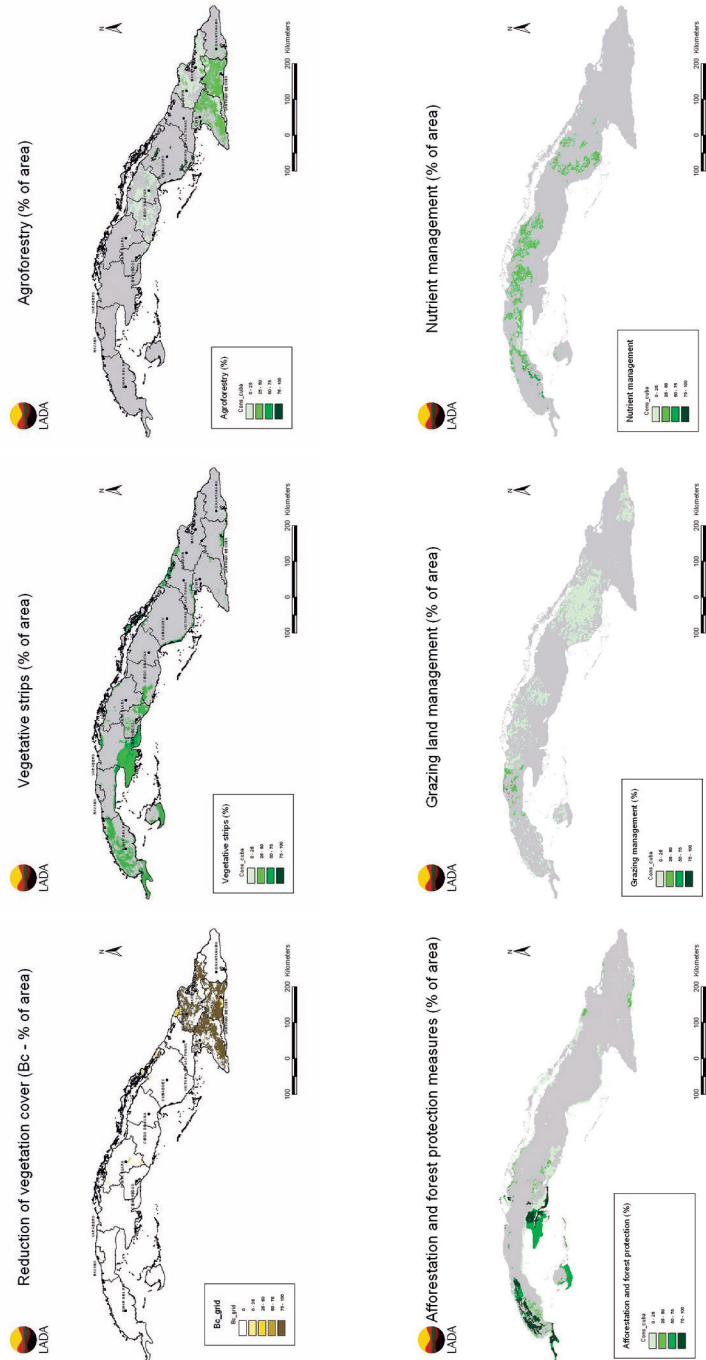 Reduction of vegetation cover (Bc - % of area)
LADA
N
Bc_grid
Bc_grid
0
0 - 25
25 - 50
50 - 75
75 - 100
100 0 100 200
Kilometers
Vegetative strips (% of area)
LADA
N
Vegetative strips (%)
Cons_cuba
0 - 25
25 - 50
50 - 75
75 - 100
100 0 100 200
Kilometers
Agroforestry (% of area)
LADA
N
Agroforestry (%)
Cons_cuba
0 - 25
25 - 50
50 - 75
75 - 100
100 0 100 200
Kilometers
Afforestation and forest protection measures (% of area)
LADA
N
Afforestation and forest protection (%)
Cons_cuba
0 - 25
25 - 50
50 - 75
75 - 100
100 0 100 200
Kilometers
Grazing land management (% of area)
LADA
N
Grazing management (%)
Cons_cuba
0 - 25
25 - 50
50 - 75
75 - 100
100 0 100 200
Kilometers
Nutrient management (% of area)
LADA
N
Nutrient management
Cons_cuba
0 - 25
25 - 50
50 - 75
75 - 100
100 0 100 200
Kilometers